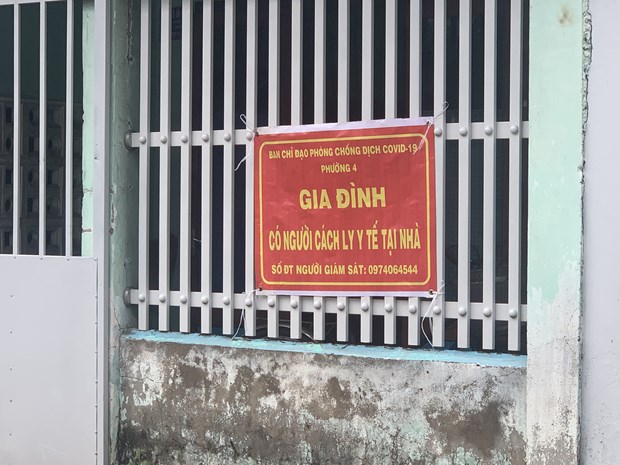 BAN CHỈ ĐẠO PHÒNG CHỐNG DỊCH COVID-19
PHƯỜNG 4
GIA ĐÌNH
CÓ NGƯỜI CÁCH LY Y TẾ TẠI NHÀ
SỐ ĐT NGƯỜI GIÁM SÁT: 0974064544